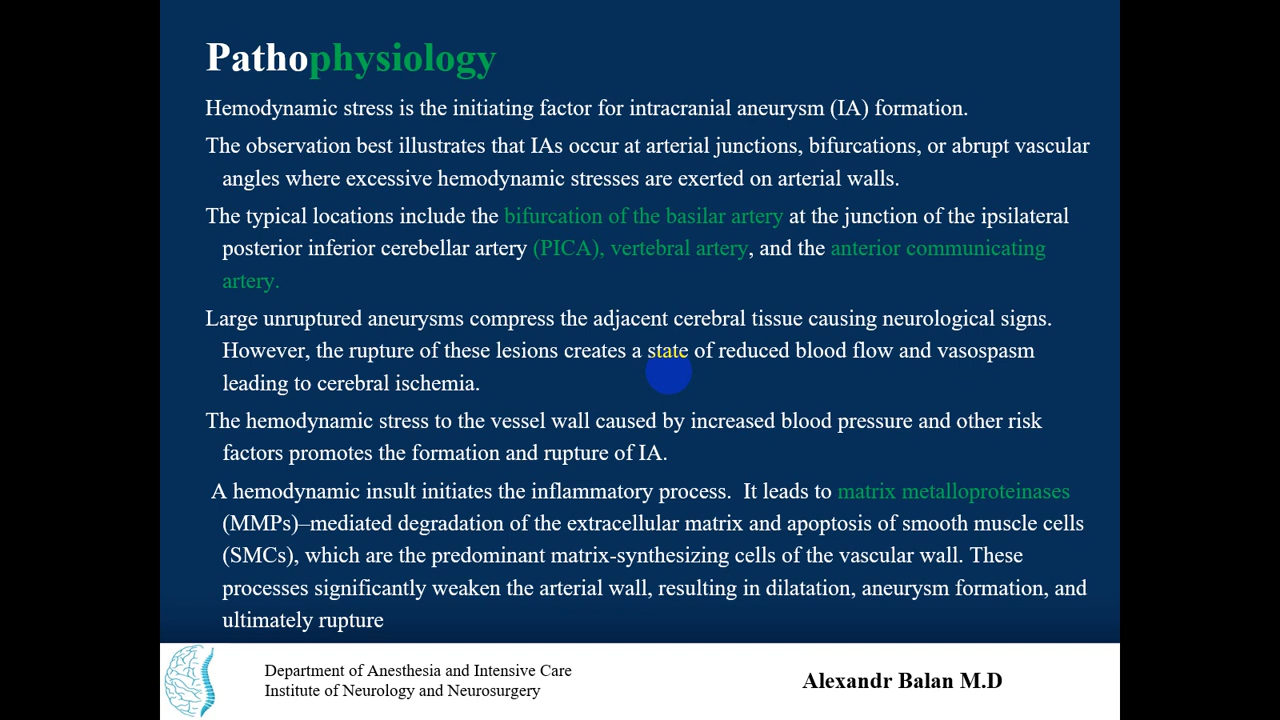 Pathophysiology
Hemodynamic stress is the initiating factor for intracranial aneurysm (IA) formation.
The observation best illustrates that IAs occur at arterial junctions, bifurcations, or abrupt vascular
angles where excessive hemodynamic stresses are exerted on arterial walls.
The typical locations include the bifurcation of the basilar artery at the junction of the ipsilateral
posterior inferior cerebellar artery (PICA), vertebral artery, and the anterior communicating
artery.
Large unruptured aneurysms compress the adjacent cerebral tissue causing neurological signs.
However, the rupture of these lesions creates a state of reduced blood flow and vasospasm
leading to cerebral ischemia.
The hemodynamic stress to the vessel wall caused by increased blood pressure and other risk
factors promotes the formation and rupture of IA.
A hemodynamic insult initiates the inflammatory process.  It leads to matrix metalloproteinases
(MMPs)–mediated degradation of the extracellular matrix and apoptosis of smooth muscle cells
(SMCs), which are the predominant matrix-synthesizing cells of the vascular wall. These
processes significantly weaken the arterial wall, resulting in dilatation, aneurysm formation, and
ultimately rupture
Department of Anesthesia and Intensive Care
Institute of Neurology and Neurosurgery
Alexandr Balan M.D